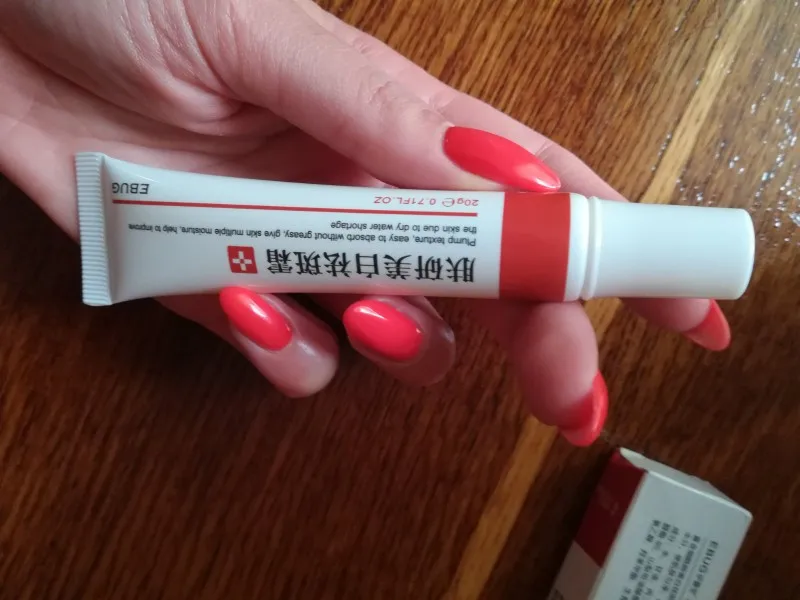 肤研美白祛斑霜
Plump texture, easy to absorb without greasy, give skin multiple moisture, help to improve
the skin due to dry water shortage
20g℮ 0.71FL.OZ
EBUG
EBUG